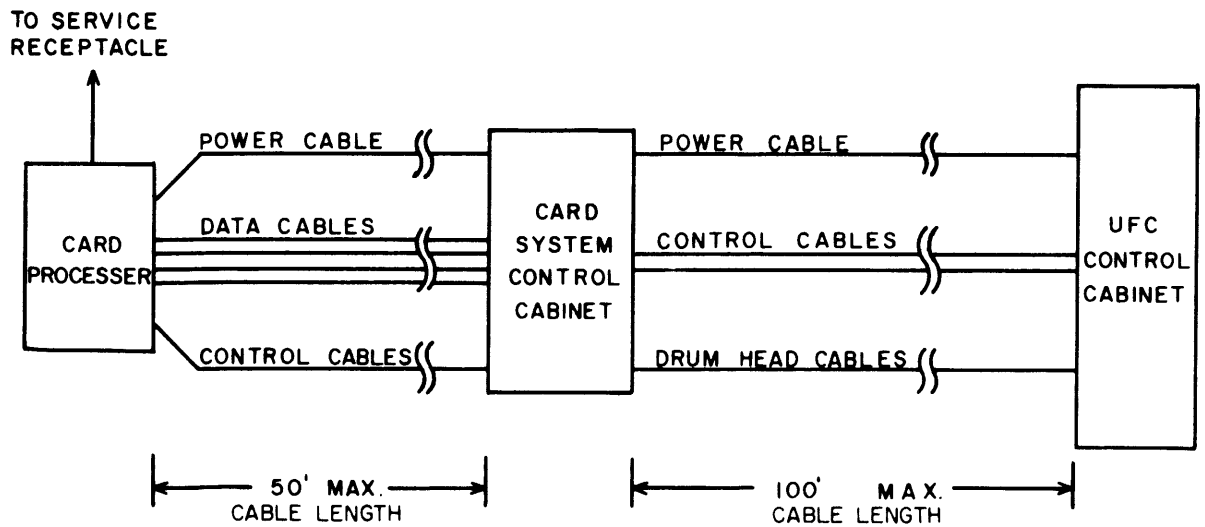 TO SERVICE
RECEPTACLE
POWER CABLE
POWER CABLE
CARD
PROCESSER
DATA CABLES
CARD
SYSTEM
CONTROL
CABINET
CONTROL CABLES
UFC
CONTROL
CABINET
CONTROL CABLES
DRUM HEAD CABLES
50' MAX.
CABLE LENGTH
100' MAX.
CABLE LENGTH